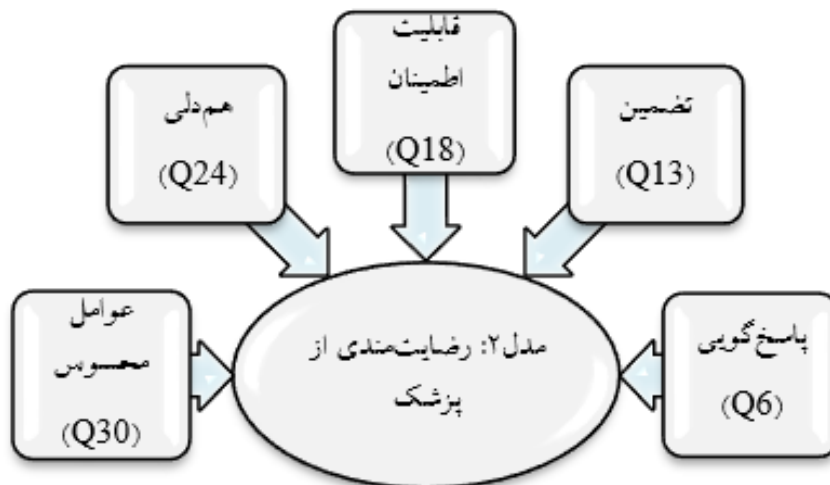 قابلیت
اطمینان
(Q18)
تضمین
(Q13)
هم‌دلی
(Q24)
پاسخ‌گویی
(Q6)
عوامل
محسوس
(Q30)
مدل۲: رضایت‌مندی از
پزشک